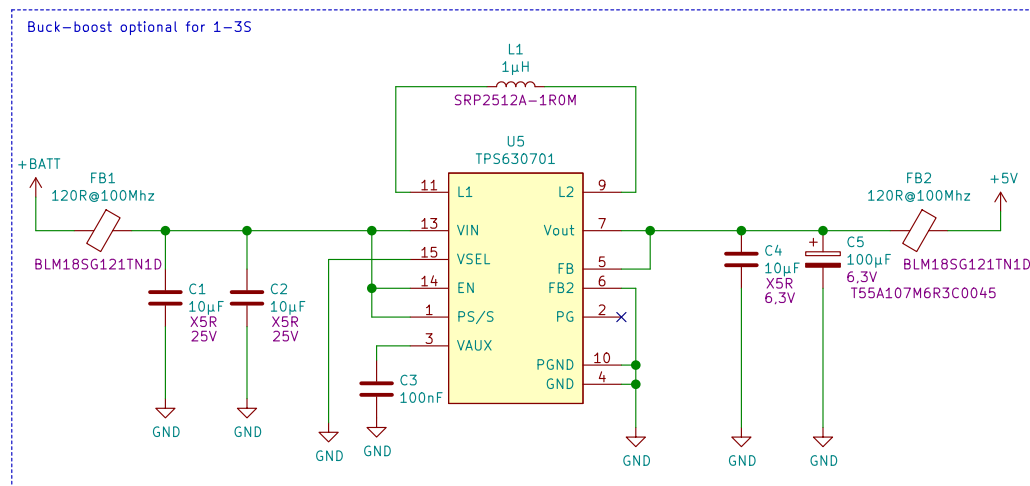 Buck-boost optional for 1-3S
L1
1µH
SRP2512A-1R0M
U5
TPS630701
+BATT
FB1
120R@100Mhz
BLM18SG121TN1D
11
L1
L2
9
13
VIN
Vout
7
15
VSEL
FB
5
14
EN
FB2
6
1
PS/S
PG
2
3
VAUX
PGND
10
GND
4
C1
10µF
X5R
25V
C2
10µF
X5R
25V
C3
100nF
C4
10µF
X5R
6,3V
+
C5
100µF
6,3V
T55A107M6R3C0045
FB2
120R@100Mhz
BLM18SG121TN1D
+5V
GND
GND
GND
GND
GND
GND
GND